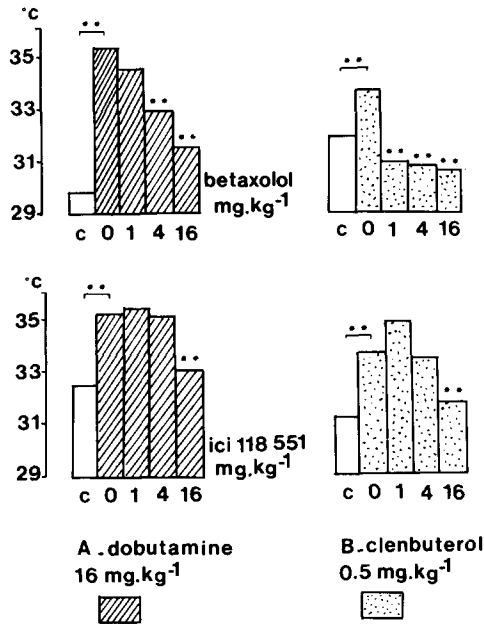 °C
35
33
31
29
** ** **
** ** ** **
betaxolol
mg.kg-1
c 0 1 4 16
c 0 1 4 16
°C
35
33
31
29
** **
** **
ici 118 551
mg.kg-1
c 0 1 4 16
c 0 1 4 16
A _ dobutamine
16 mg.kg-1
B _ clenbuterol
0.5 mg.kg-1